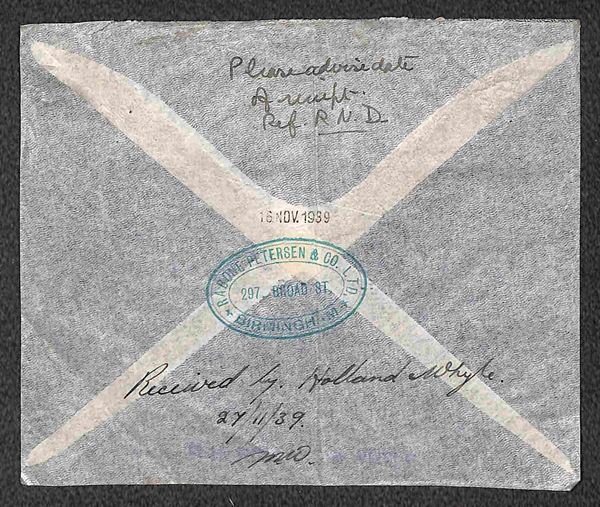 Please advise date
of receipt.
Ref. R. N. D.
16 NOV. 1939
RABONE PETERSEN & CO. LTD.
297, BROAD ST.
★ BIRMINGHAM ★
Received by. Holland Whyte.
27/11/39.